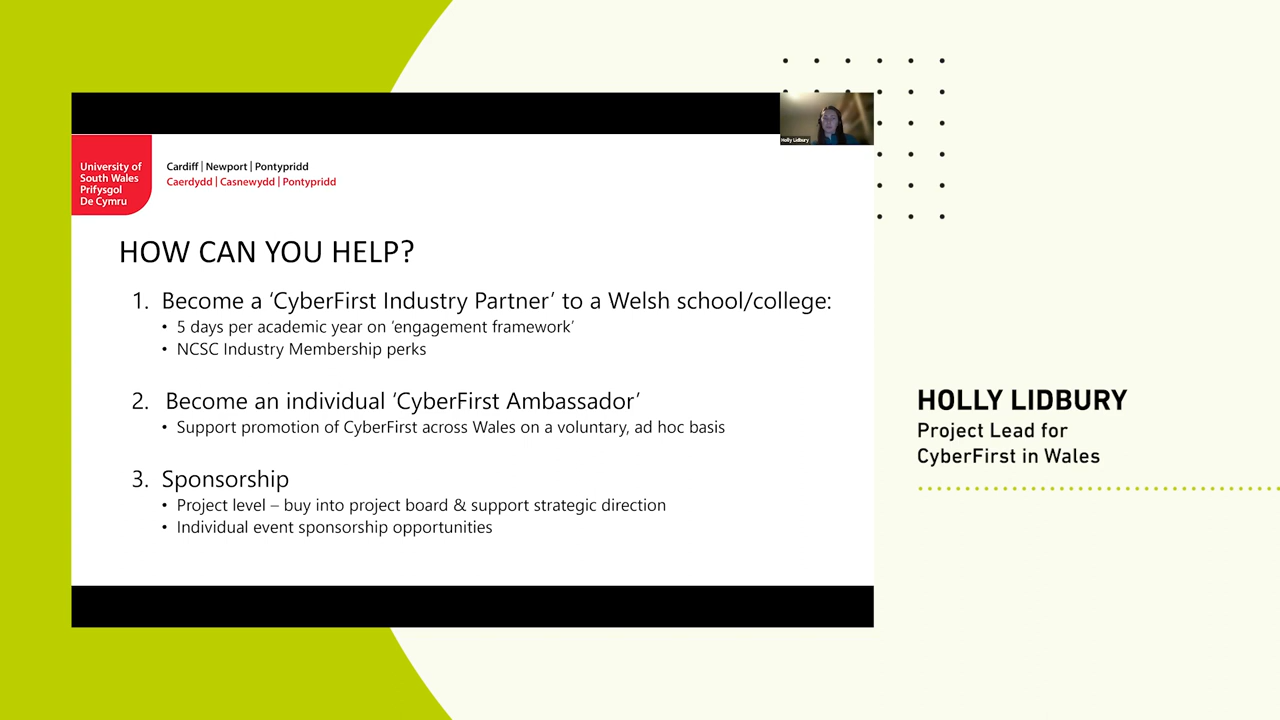 Holly Lidbury
University of
South Wales
Prifysgol
De Cymru
Cardiff | Newport | Pontypridd
Caerdydd | Casnewydd | Pontypridd
HOW CAN YOU HELP?
1. Become a ‘CyberFirst Industry Partner’ to a Welsh school/college:
• 5 days per academic year on ‘engagement framework’
• NCSC Industry Membership perks
2. Become an individual ‘CyberFirst Ambassador’
• Support promotion of CyberFirst across Wales on a voluntary, ad hoc basis
3. Sponsorship
• Project level – buy into project board & support strategic direction
• Individual event sponsorship opportunities
HOLLY LIDBURY
Project Lead for
CyberFirst in Wales